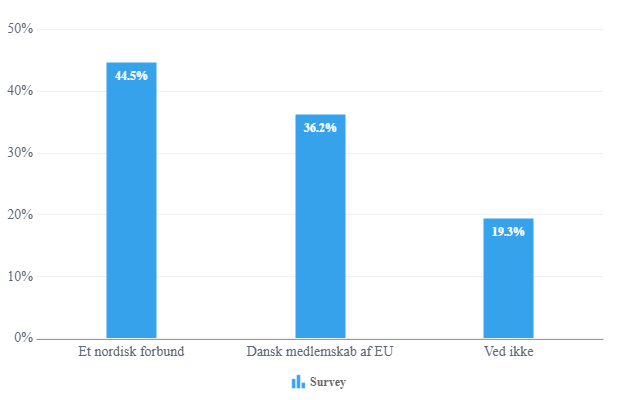 50%
44.5%
40%
36.2%
30%
20%
19.3%
10%
0%
Et nordisk forbund
Dansk medlemskab af EU
Ved ikke
Survey